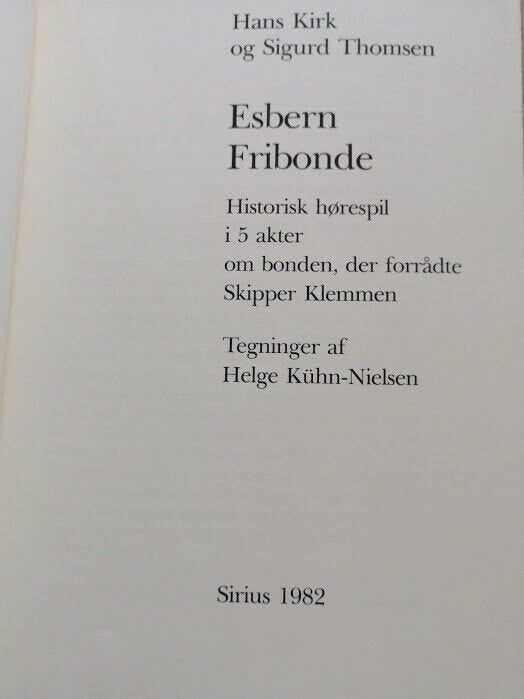 Hans Kirk
og Sigurd Thomsen
Esbern
Fribonde
Historisk hørespil
i 5 akter
om bonden, der forrådte
Skipper Klemmen
Tegninger af
Helge Kühn-Nielsen
Sirius 1982